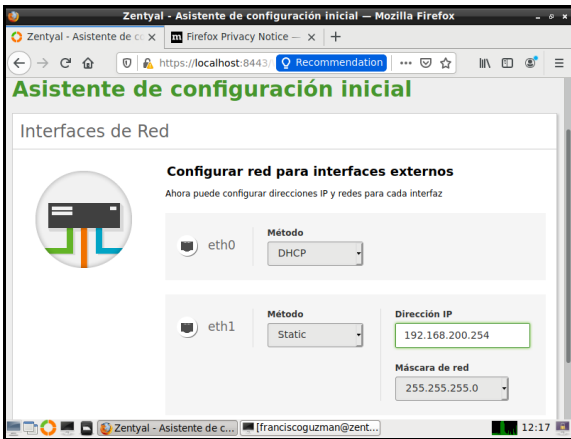 Zentyal - Asistente de configuración inicial — Mozilla Firefox
Zentyal - Asistente de co
Firefox Privacy Notice —
https://localhost:8443
Recommendation
Asistente de configuración inicial
Interfaces de Red
Configurar red para interfaces externos
Ahora puede configurar direcciones IP y redes para cada interfaz
eth0
Método
DHCP
eth1
Método
Static
Dirección IP
192.168.200.254
Máscara de red
255.255.255.0
Zentyal - Asistente de c...
[franciscoguzman@zent...
12:17